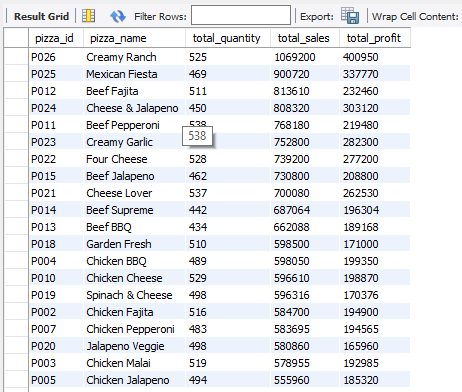 Result Grid Filter Rows: Export: Wrap Cell Content:
pizza_id pizza_name total_quantity total_sales total_profit
P026 Creamy Ranch 525 1069200 400950
P025 Mexican Fiesta 469 900720 337770
P012 Beef Fajita 511 813610 232460
P024 Cheese & Jalapeno 450 808320 303120
P011 Beef Pepperoni 538 768180 219480
538
P023 Creamy Garlic 752800 282300
P022 Four Cheese 528 739200 277200
P015 Beef Jalapeno 462 730800 208800
P021 Cheese Lover 537 700080 262530
P014 Beef Supreme 442 687064 196304
P013 Beef BBQ 434 662088 189168
P018 Garden Fresh 510 598500 171000
P004 Chicken BBQ 489 598050 199350
P010 Chicken Cheese 529 596610 198870
P019 Spinach & Cheese 498 596316 170376
P002 Chicken Fajita 516 584700 194900
P007 Chicken Pepperoni 483 583695 194565
P020 Jalapeno Veggie 498 580860 165960
P003 Chicken Malai 519 578955 192985
P005 Chicken Jalapeno 494 555960 185320